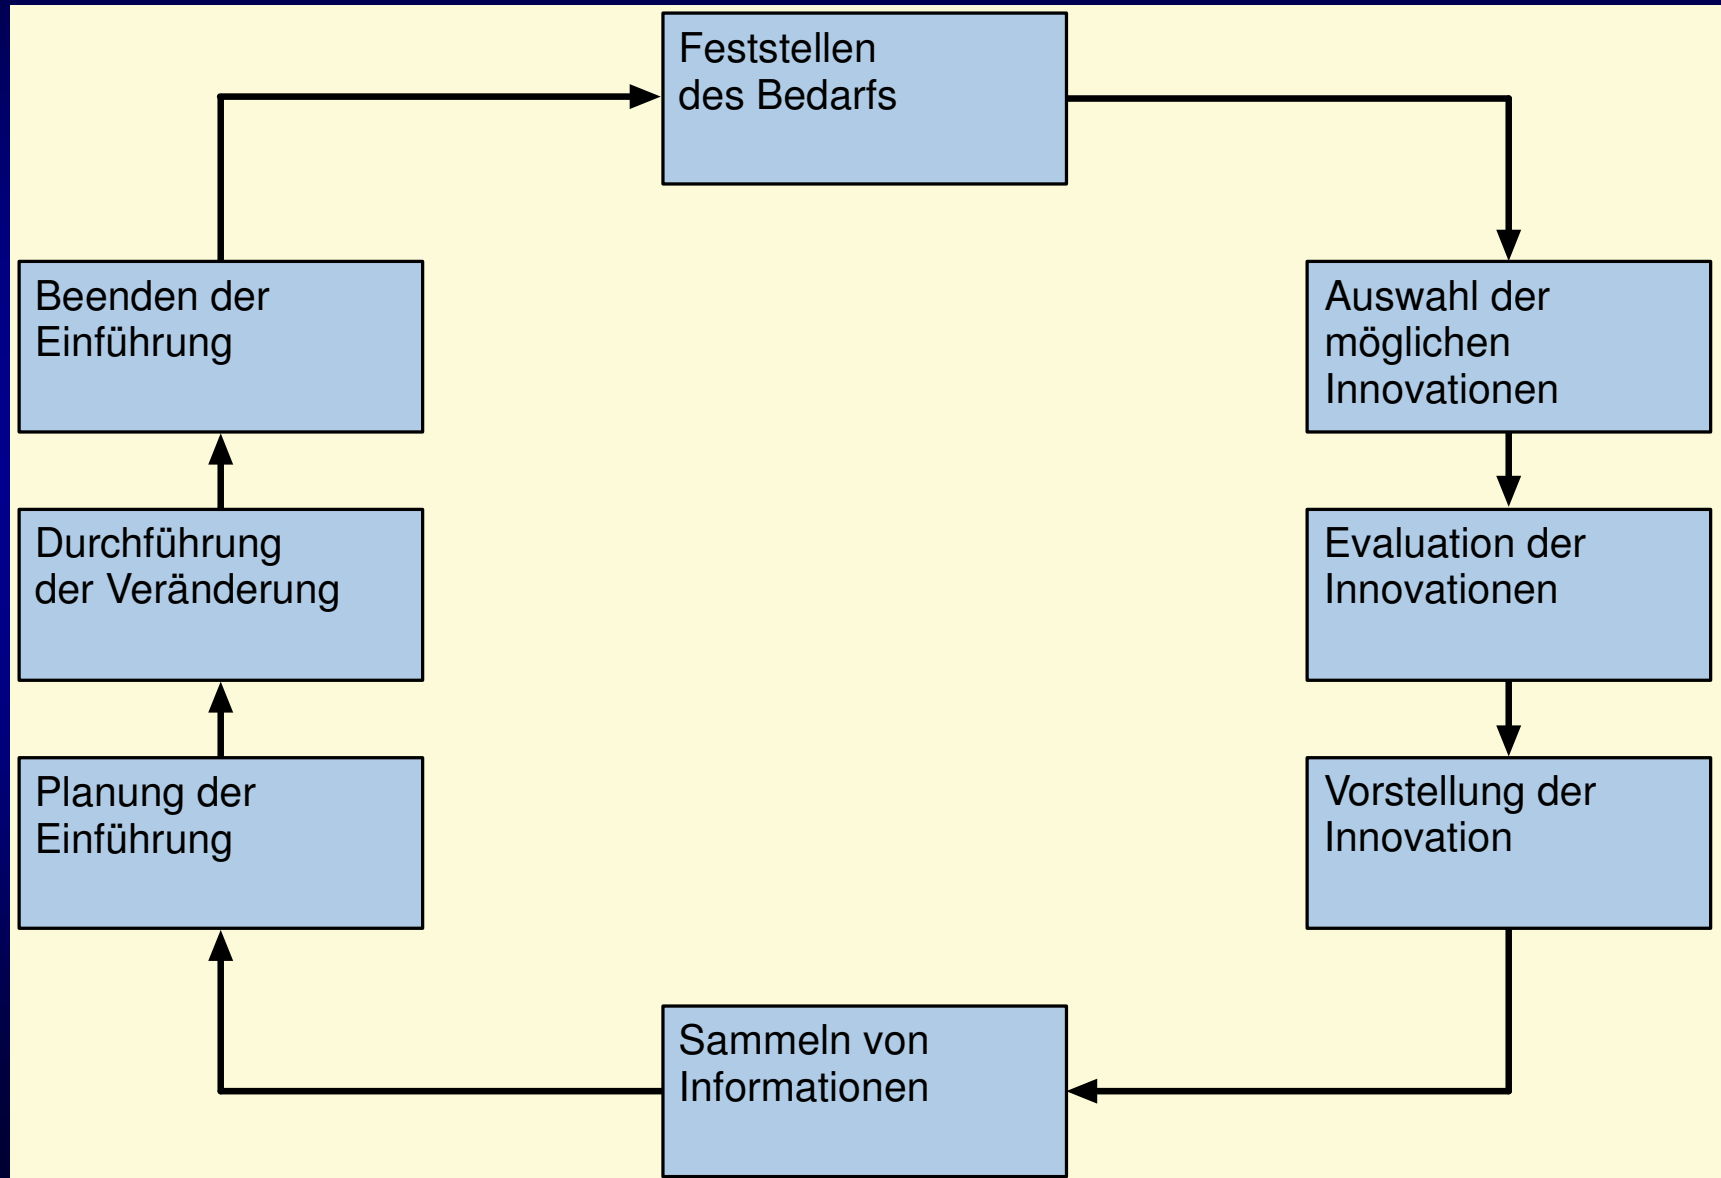 Feststellen
des Bedarfs
Auswahl der
möglichen
Innovationen
Evaluation der
Innovationen
Vorstellung der
Innovation
Sammeln von
Informationen
Planung der
Einführung
Durchführung
der Veränderung
Beenden der
Einführung